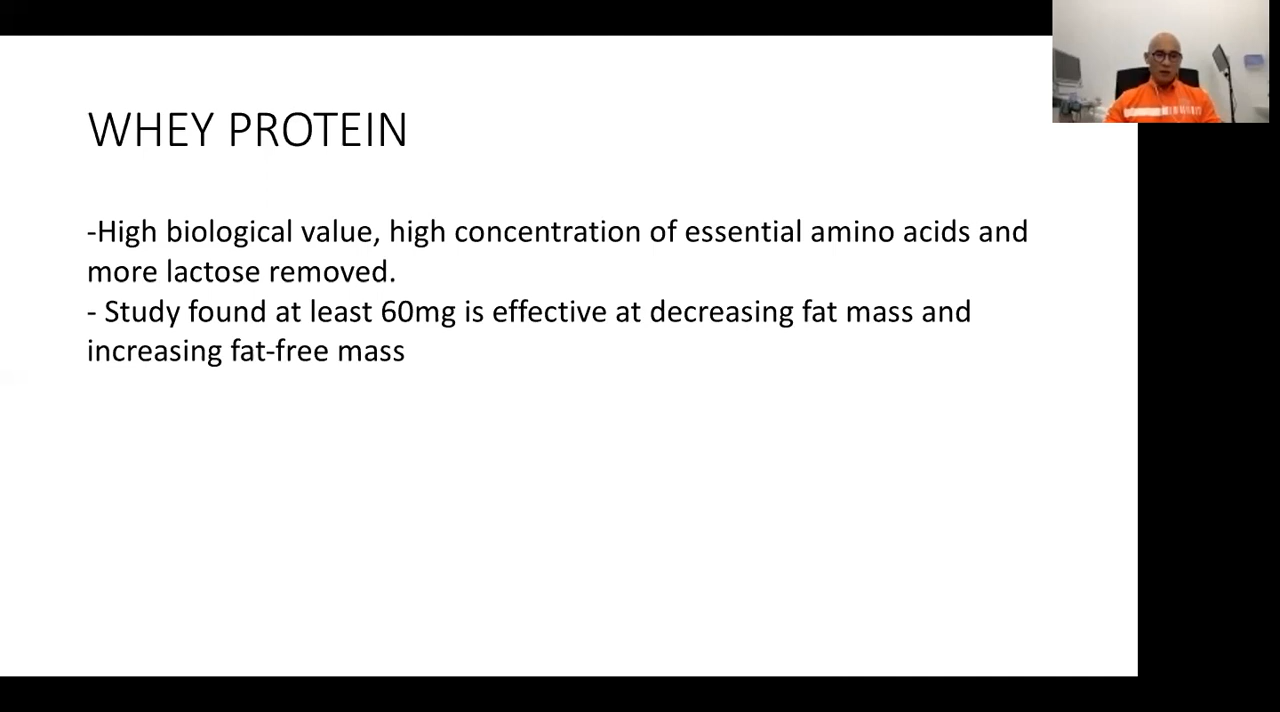 WHEY PROTEIN
-High biological value, high concentration of essential amino acids and
more lactose removed.
- Study found at least 60mg is effective at decreasing fat mass and
increasing fat-free mass